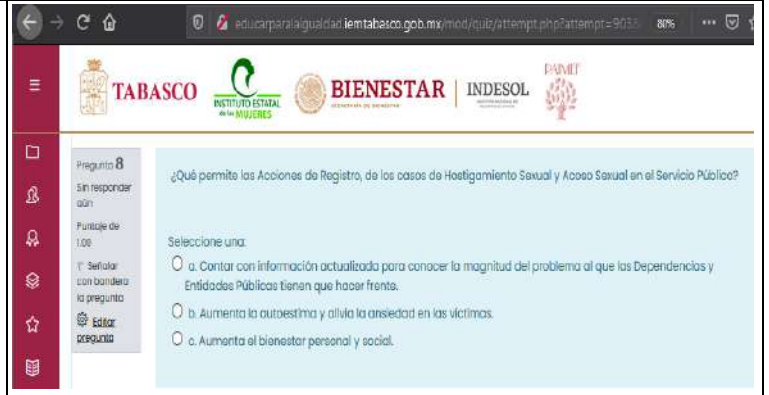 educarparalaigualdad.iemtabasco.gob.mx/mod/quiz/attempt.php?attempt=903
80%
TABASCO
INSTITUTO ESTATAL
de las MUJERES
BIENESTAR
SECRETARÍA DE BIENESTAR
INDESOL
PAIMEF
Pregunta 8
Sin responder
aún
Puntaje de
1.00
Señalar
con bandera
la pregunta
Editar
pregunta
¿Qué permite las Acciones de Registro, de los casos de Hostigamiento Sexual y Acoso Sexual en el Servicio Público?
Seleccione una:
a. Contar con información actualizada para conocer la magnitud del problema al que las Dependencias y
Entidades Públicas tienen que hacer frente.
b. Aumenta la autoestima y alivia la ansiedad en las víctimas.
c. Aumenta el bienestar personal y social.